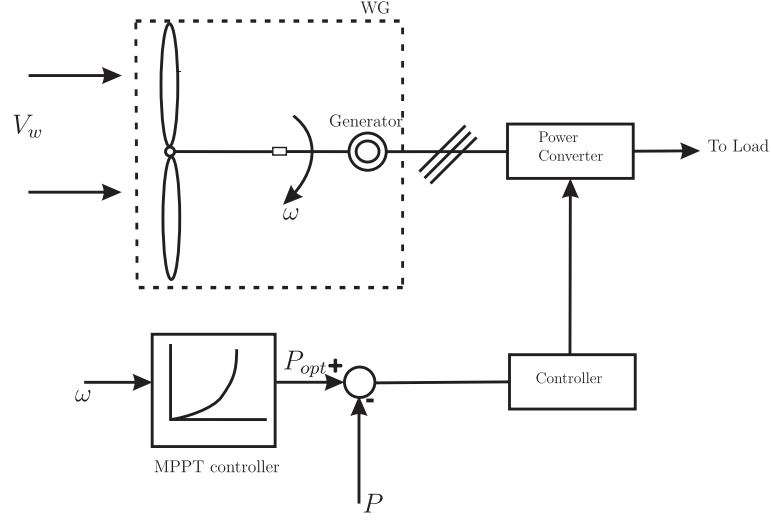 WG
V_w
Generator
ω
Power
Converter
To Load
P_opt +
-
ω
Controller
MPPT controller
P